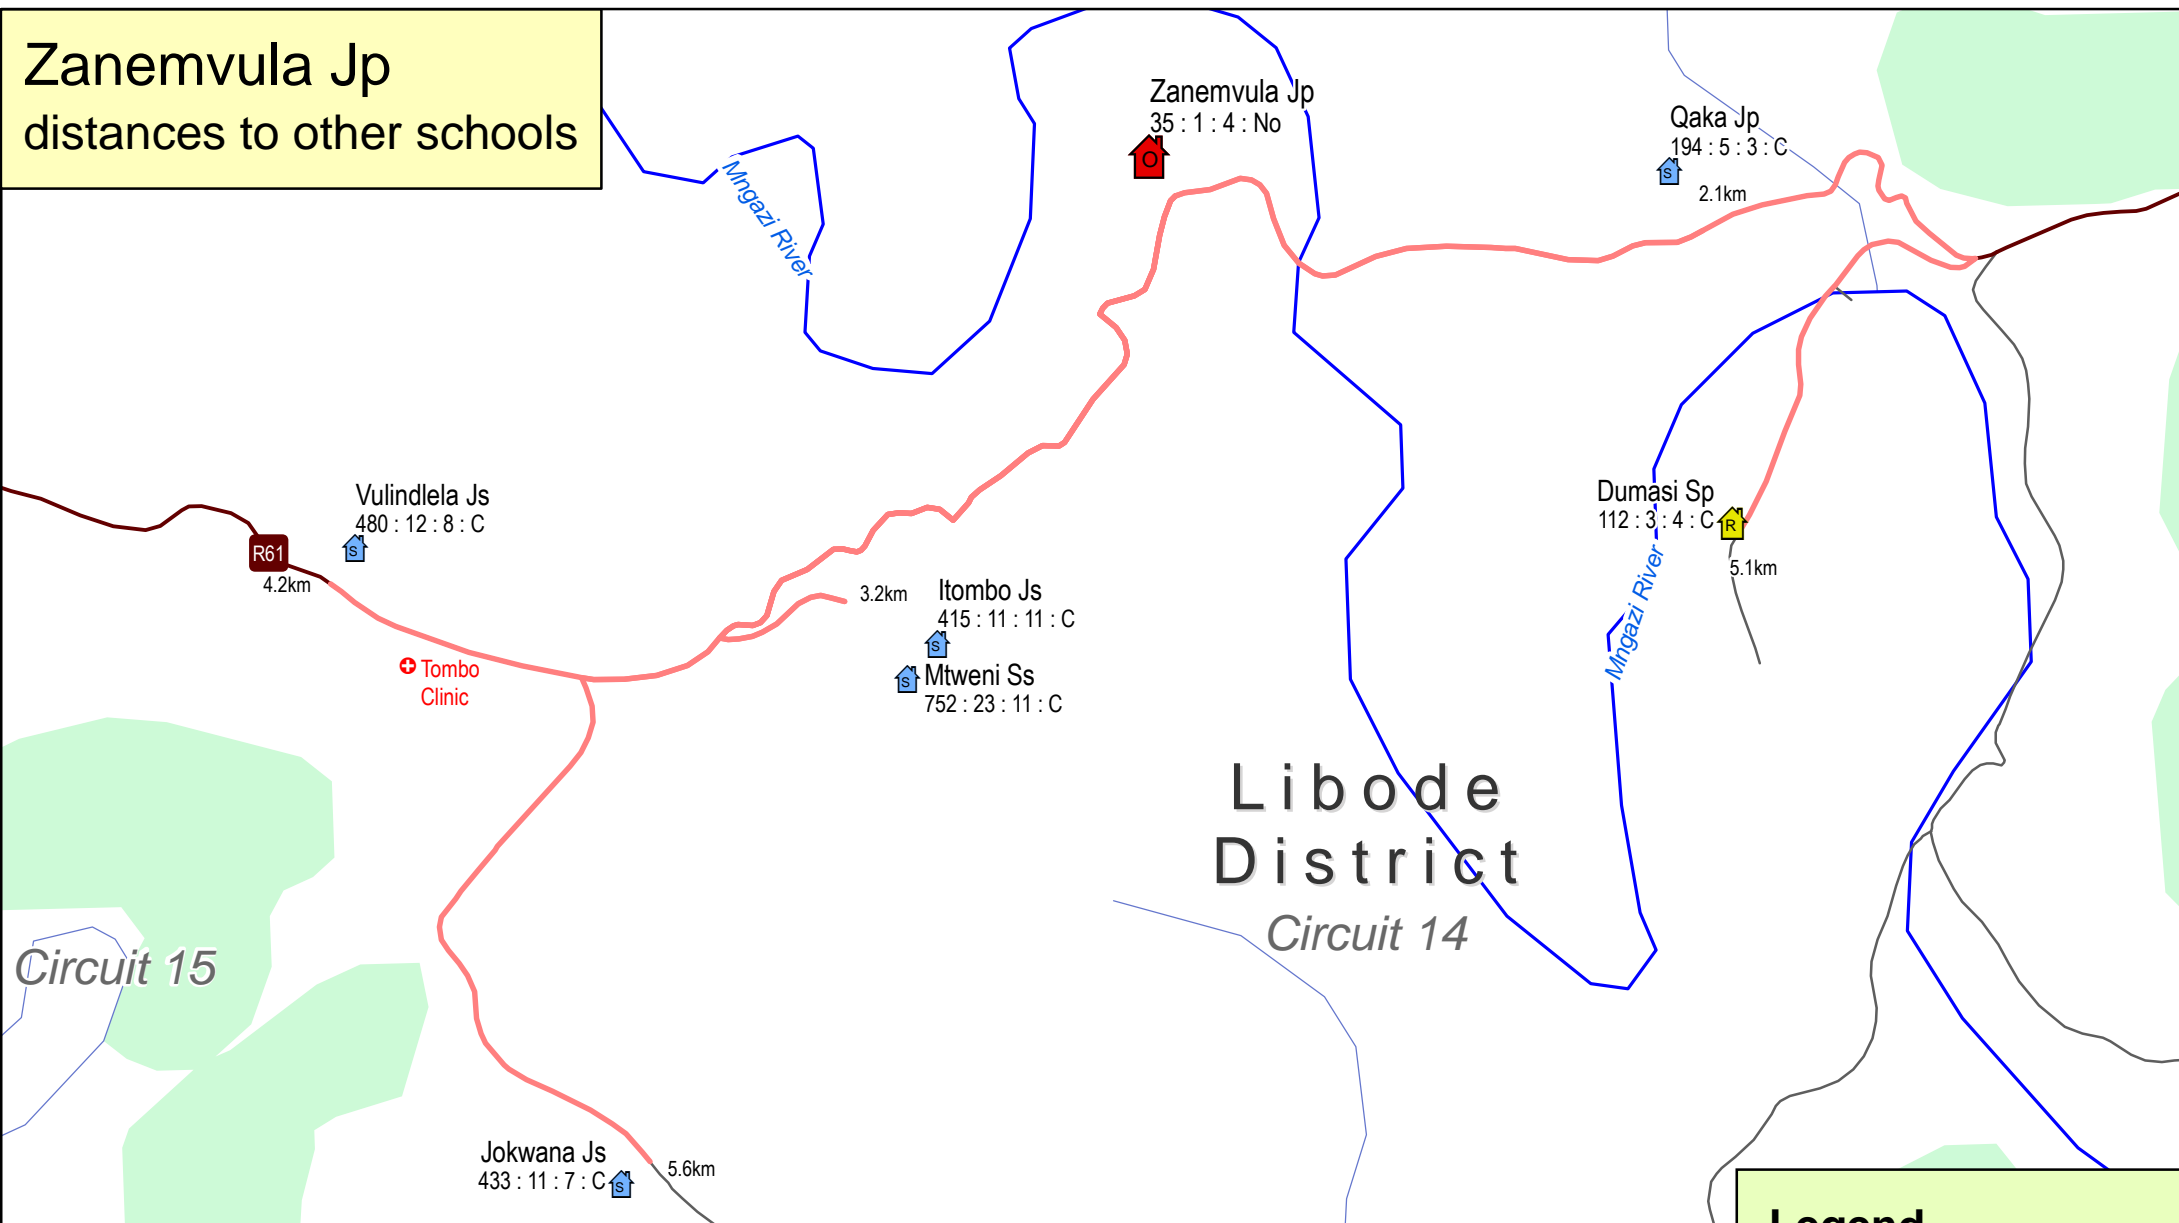 Zanemvula Jp
distances to other schools
Zanemvula Jp
35 : 1 : 4 : No
O
Qaka Jp
194 : 5 : 3 : C
S
2.1km
Mngazi River
Vulindlela Js
480 : 12 : 8 : C
S
R61
4.2km
Dumasi Sp
112 : 3 : 4 : C
R
5.1km
Mngazi River
3.2km
Itombo Js
415 : 11 : 11 : C
S
Mtweni Ss
752 : 23 : 11 : C
S
Tombo
Clinic
Libode
District
Circuit 14
Circuit 15
Jokwana Js
433 : 11 : 7 : C
S
5.6km
Legend